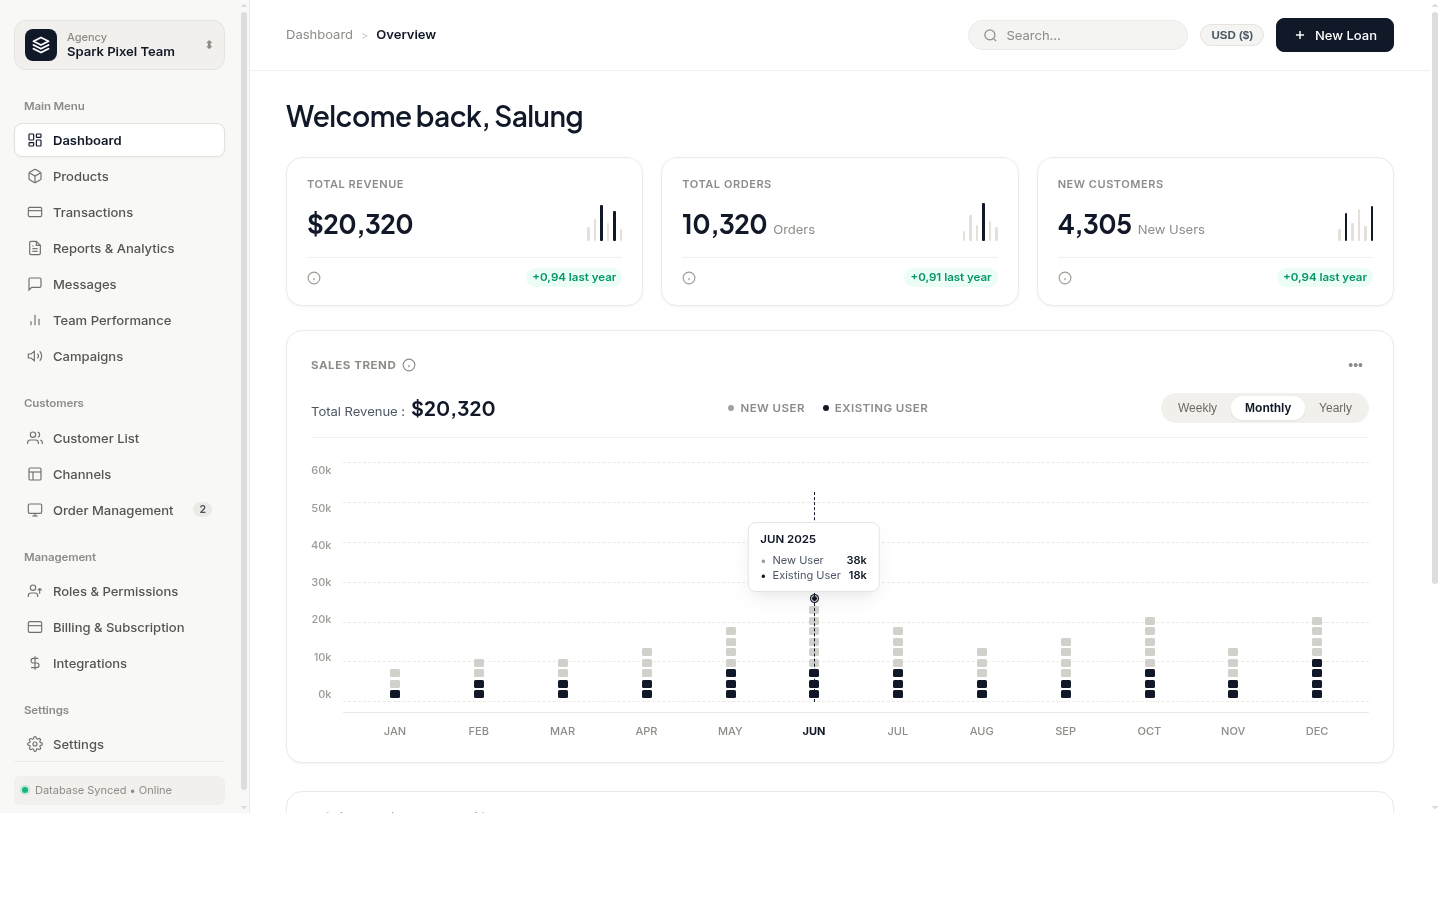 Agency
Spark Pixel Team
Main Menu
Dashboard
Products
Transactions
Reports & Analytics
Messages
Team Performance
Campaigns
Customers
Customer List
Channels
Order Management 2
Management
Roles & Permissions
Billing & Subscription
Integrations
Settings
Settings
Database Synced • Online
Dashboard > Overview
Search...
USD ($)
+ New Loan
Welcome back, Salung
TOTAL REVENUE
$20,320
+0,94 last year
TOTAL ORDERS
10,320 Orders
+0,91 last year
NEW CUSTOMERS
4,305 New Users
+0,94 last year
SALES TREND
Total Revenue : $20,320
NEW USER EXISTING USER
Weekly Monthly Yearly
60k
50k
40k
30k
20k
10k
0k
JUN 2025
• New User 38k
• Existing User 18k
JAN FEB MAR APR MAY JUN JUL AUG SEP OCT NOV DEC